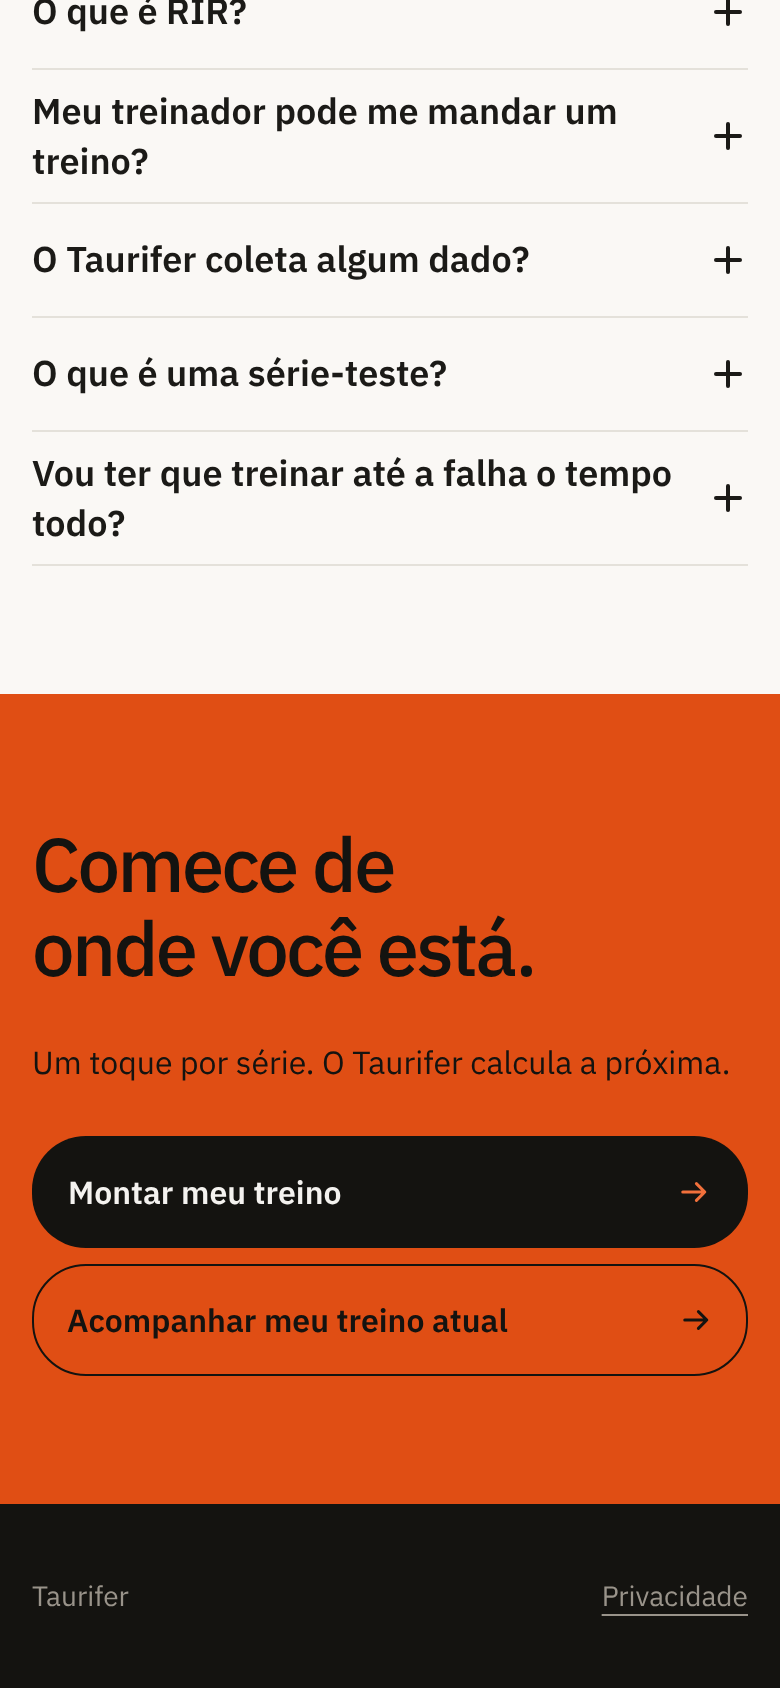 O que é RIR?
Meu treinador pode me mandar um
treino?
O Taurifer coleta algum dado?
O que é uma série-teste?
Vou ter que treinar até a falha o tempo
todo?
Comece de
onde você está.
Um toque por série. O Taurifer calcula a próxima.
Montar meu treino
Acompanhar meu treino atual
Taurifer
Privacidade